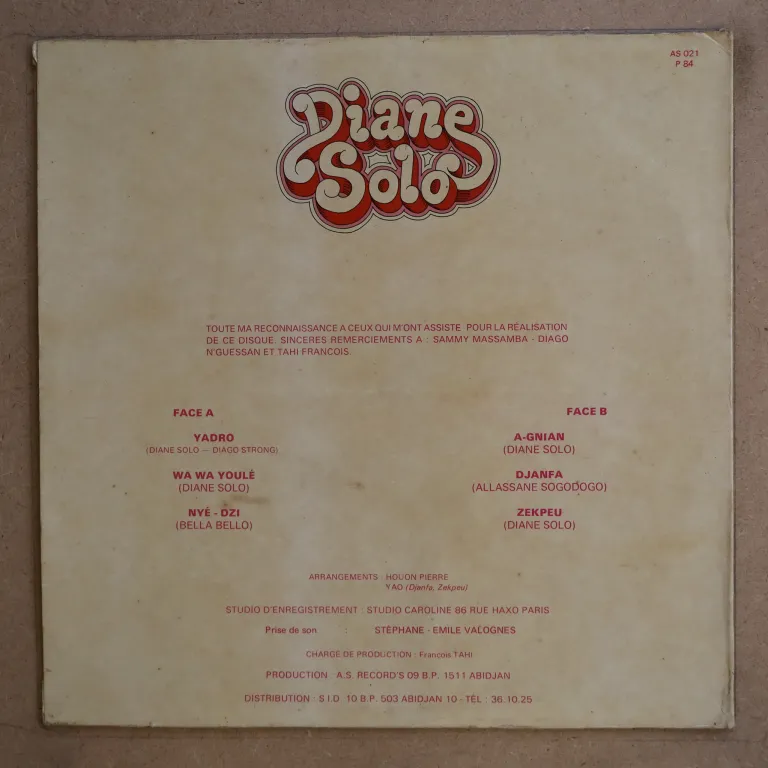 AS 021
P 84
Diane
Solo
TOUTE MA RECONNAISSANCE A CEUX QUI M'ONT ASSISTE POUR LA RÉALISATION
DE CE DISQUE. SINCERES REMERCIEMENTS A : SAMMY MASSAMBA - DIAGO
N'GUESSAN ET TAHI FRANCOIS.
FACE A
YADRO
(DIANE SOLO — DIAGO STRONG)
WA WA YOULÉ
(DIANE SOLO)
NYÉ - DZI
(BELLA BELLO)
FACE B
A-GNIAN
(DIANE SOLO)
DJANFA
(ALLASSANE SOGODOGO)
ZEKPEU
(DIANE SOLO)
ARRANGEMENTS : HOUON PIERRE
YAO (Djanfa, Zekpeu)
STUDIO D'ENREGISTREMENT : STUDIO CAROLINE 86 RUE HAXO PARIS
Prise de son : STÉPHANE - EMILE VALOGNES
CHARGE DE PRODUCTION : François TAHI
PRODUCTION : A.S. RECORD'S 09 B.P. 1511 ABIDJAN
DISTRIBUTION : S.I.D 10 B.P. 503 ABIDJAN 10 - TÉL : 36.10.25